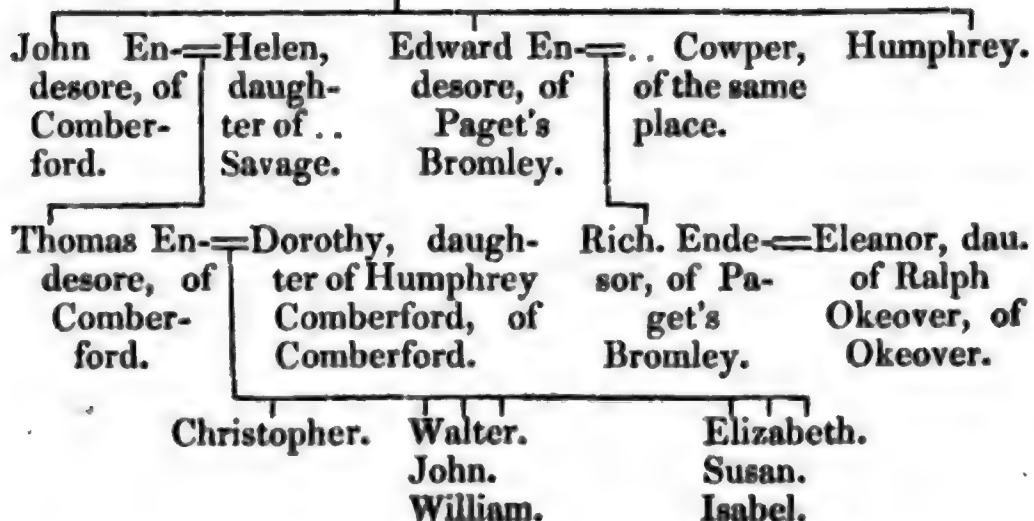 John En-=Helen, Edward En-=.. Cowper, Humphrey.
desore, of daugh- desore, of of the same
Comber- ter of .. Paget's place.
ford. Savage. Bromley.
Thomas En-=Dorothy, daugh- Rich. Ende-=Eleanor, dau.
desore, of ter of Humphrey sor, of Pa- of Ralph
Comber- Comberford, of get's Okeover, of
ford. Comberford. Bromley. Okeover.
Christopher. Walter. Elizabeth.
John. Susan.
William. Isabel.